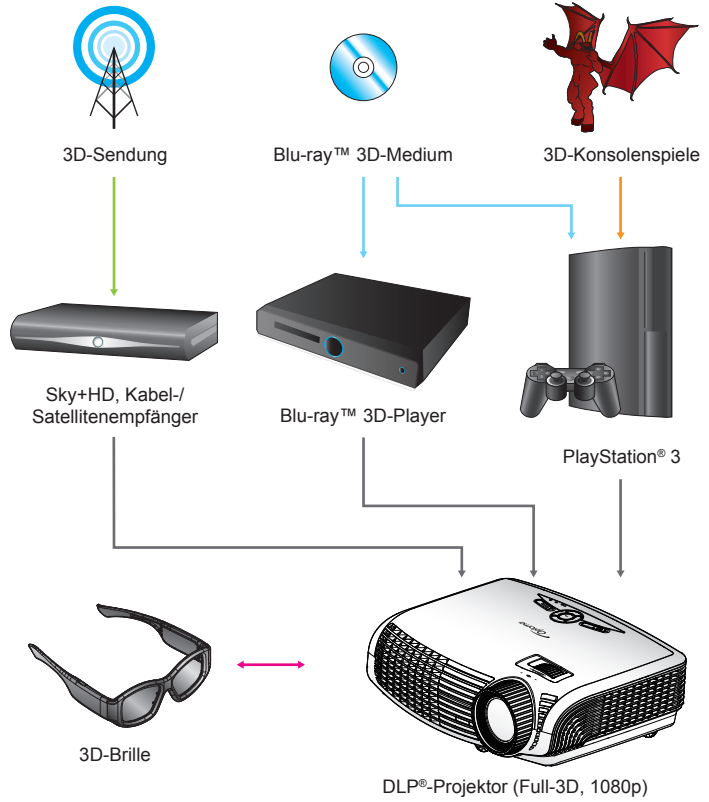 3D-Sendung
Blu-ray™ 3D-Medium
3D-Konsolenspiele
Sky+HD, Kabel-/
Satellitenempfänger
Blu-ray™ 3D-Player
PlayStation® 3
Optoma
3D-Brille
DLP®-Projektor (Full-3D, 1080p)